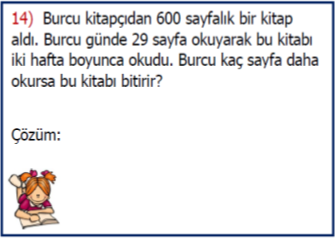 14) Burcu kitapçıdan 600 sayfalık bir kitap
aldı. Burcu günde 29 sayfa okuyarak bu kitabı
iki hafta boyunca okudu. Burcu kaç sayfa daha
okursa bu kitabı bitirir?
Çözüm: